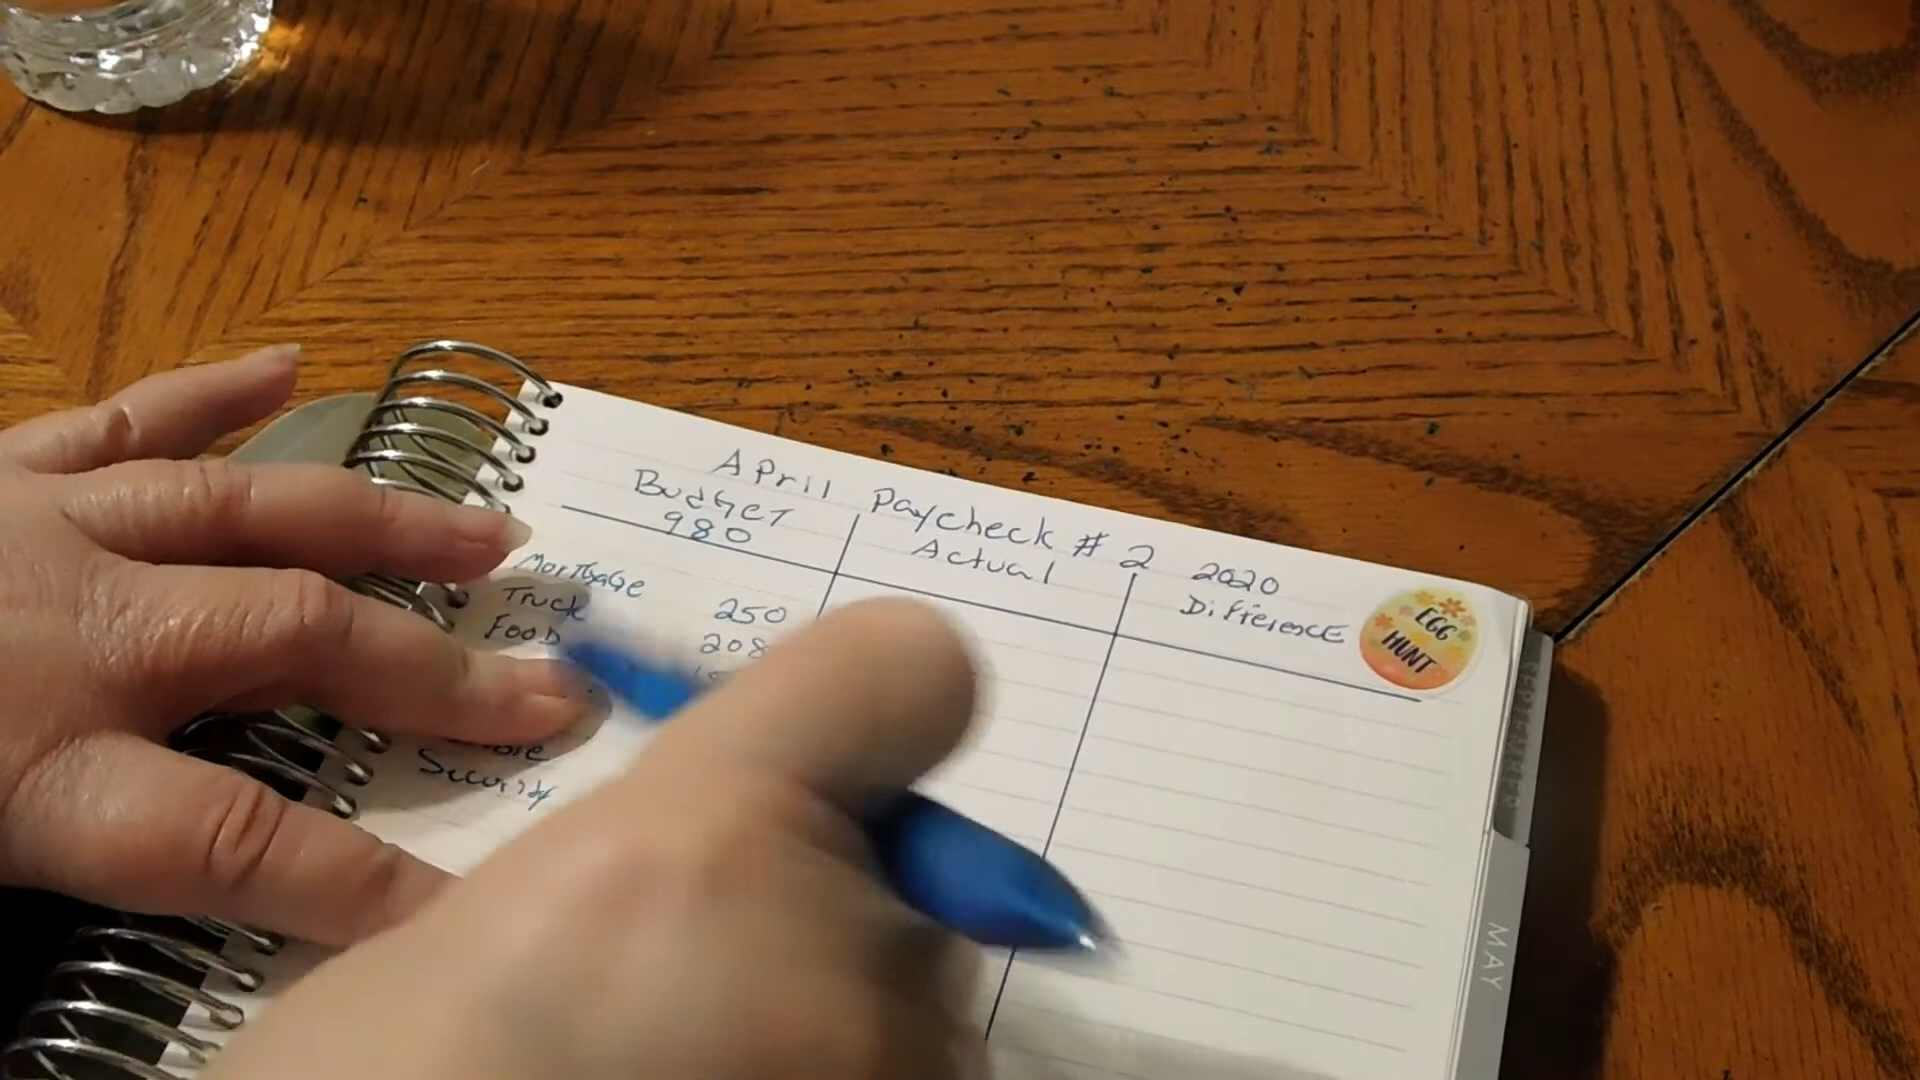 APril Paycheck # 2 2020
Budget Actual Difference
980
EGG
HUNT
Mortgage 250
Truck 208
Food
Security
MAY